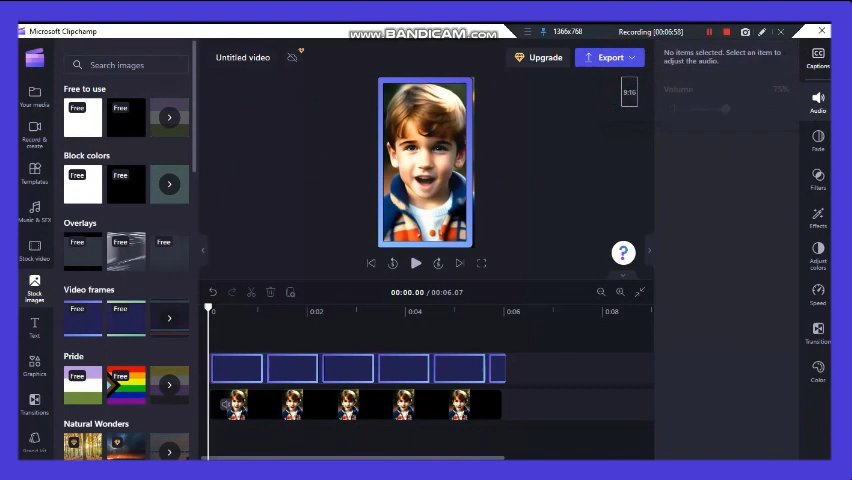 Microsoft Clipchamp
www.BANDICAM.com
1366x768
Recording [00:06:58]
Search images
Untitled video
Upgrade
Export
No items selected. Select an item to
adjust the audio.
Captions
Volume
75%
9:16
Audio
Fade
Filters
Effects
Adjust
colors
Speed
Transition
Color
Your media
Record &
create
Templates
Music & SFX
Stock video
Stock
images
Text
Graphics
Transitions
Free to use
Free
Free
Block colors
Free
Free
Overlays
Free
Free
Free
Video frames
Free
Free
Pride
Free
Free
Natural Wonders
?
00:00.00 / 00:06.07
0
0:02
0:04
0:06
0:08